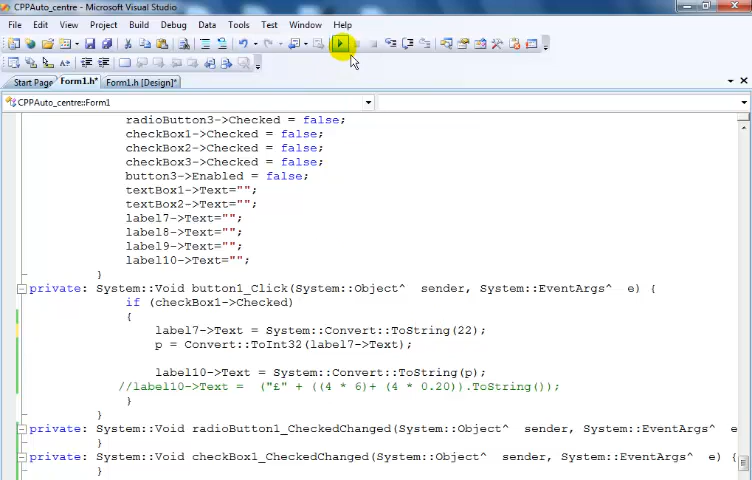 CPPAuto_centre - Microsoft Visual Studio
File Edit View Project Build Debug Data Tools Test Window Help
Start Page Form1.h* Form1.h [Design]*
CPPAuto_centre::Form1
radioButton3->Checked = false;
checkBox1->Checked = false;
checkBox2->Checked = false;
checkBox3->Checked = false;
button3->Enabled = false;
textBox1->Text="";
textBox2->Text="";
label7->Text="";
label8->Text="";
label9->Text="";
label10->Text="";
}
private: System::Void button1_Click(System::Object^ sender, System::EventArgs^ e) {
if (checkBox1->Checked)
{
label7->Text = System::Convert::ToString(22);
p = Convert::ToInt32(label7->Text);
label10->Text = System::Convert::ToString(p);
//label10->Text = ("£" + ((4 * 6)+ (4 * 0.20)).ToString());
}
}
private: System::Void radioButton1_CheckedChanged(System::Object^ sender, System::EventArgs^ e
}
private: System::Void checkBox1_CheckedChanged(System::Object^ sender, System::EventArgs^ e) {
}